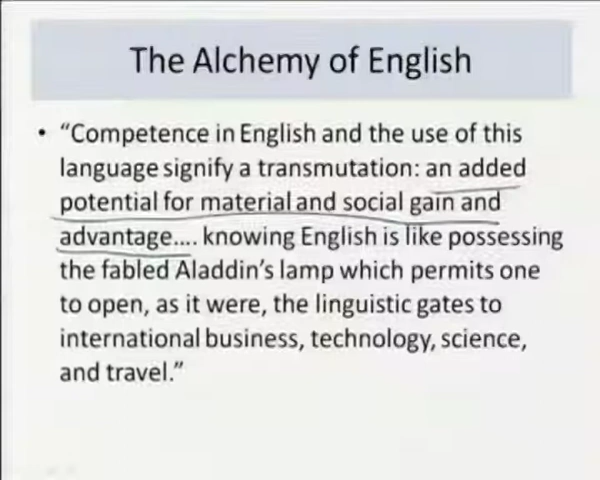 The Alchemy of English
• “Competence in English and the use of this
language signify a transmutation: an added
potential for material and social gain and
advantage.... knowing English is like possessing
the fabled Aladdin’s lamp which permits one
to open, as it were, the linguistic gates to
international business, technology, science,
and travel.”